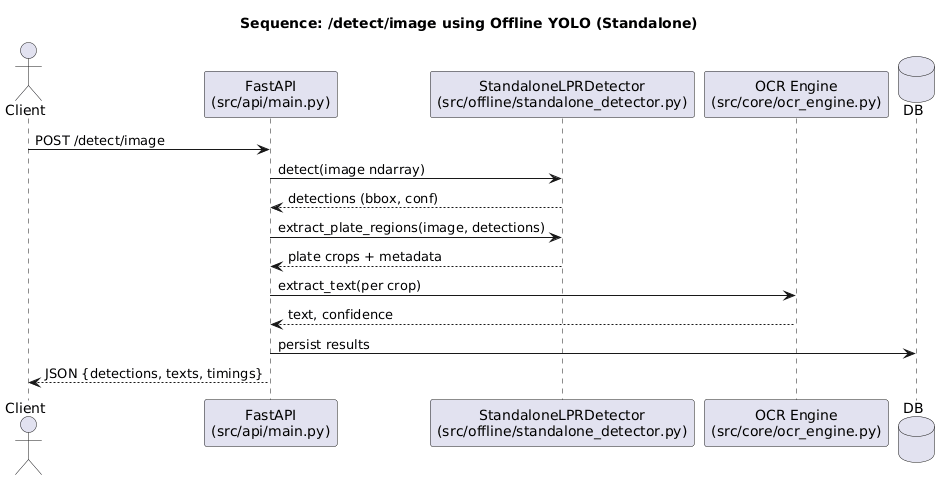 Sequence: /detect/image using Offline YOLO (Standalone)
Client
FastAPI
(src/api/main.py)
StandaloneLPRDetector
(src/offline/standalone_detector.py)
OCR Engine
(src/core/ocr_engine.py)
DB
POST /detect/image
detect(image ndarray)
detections (bbox, conf)
extract_plate_regions(image, detections)
plate crops + metadata
extract_text(per crop)
text, confidence
persist results
JSON {detections, texts, timings}
Client
FastAPI
(src/api/main.py)
StandaloneLPRDetector
(src/offline/standalone_detector.py)
OCR Engine
(src/core/ocr_engine.py)
DB